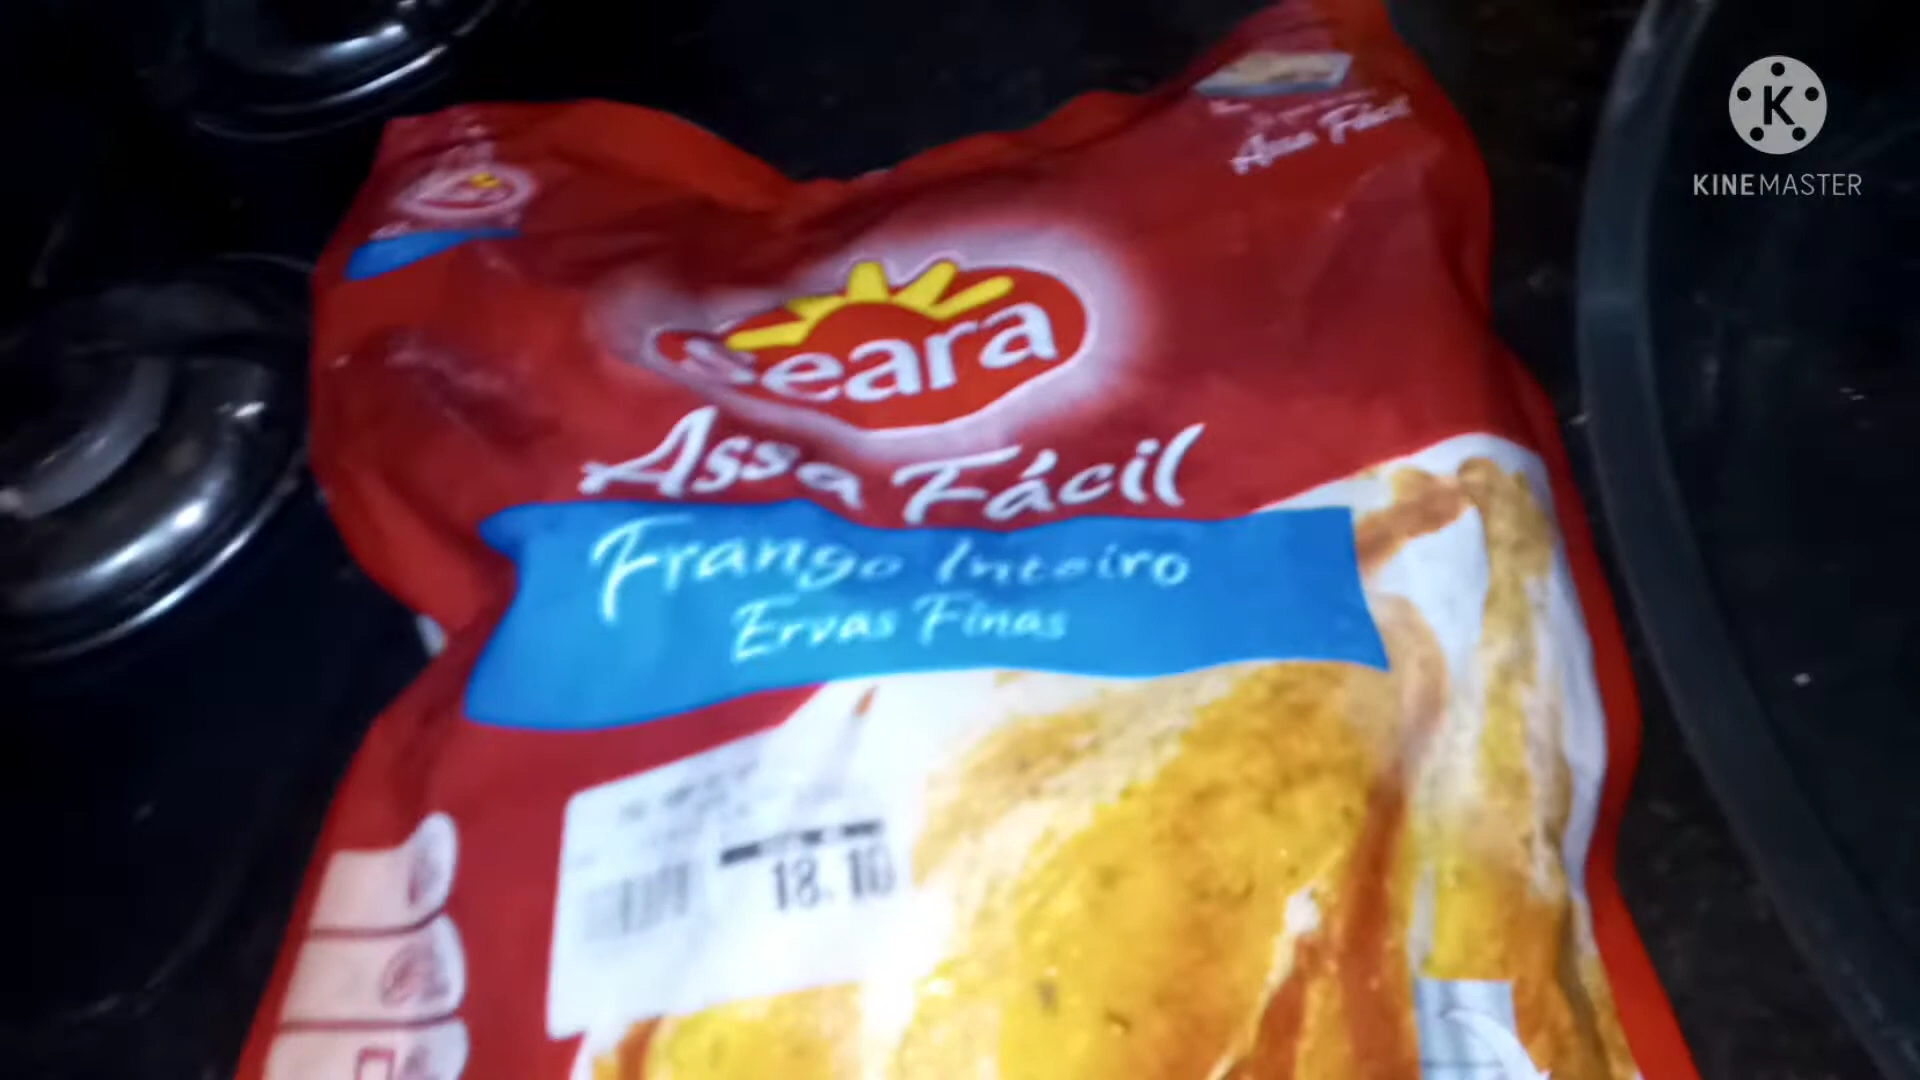 KINEMASTER
Assa Fácil
Seara
Assa Fácil
Frango Inteiro
Ervas Finas
18.10